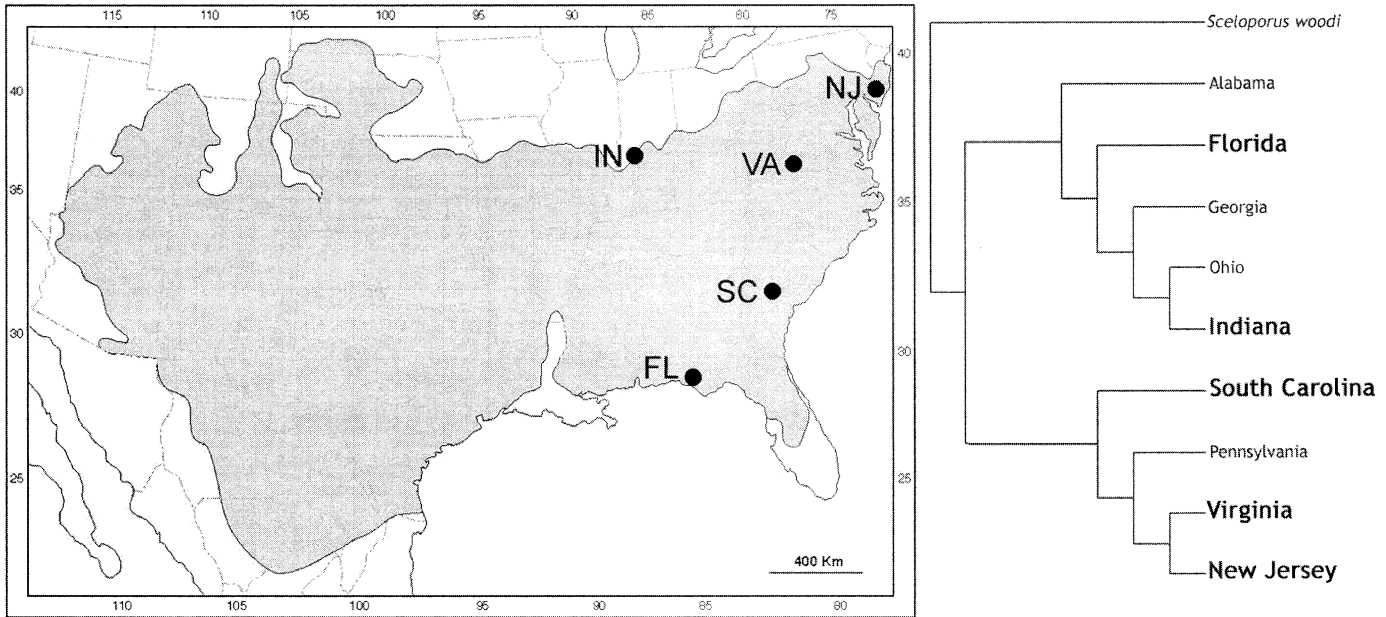 110 105 100 95 90 85 80 75
40
35
30
25
40
35
30
25
NJ
IN
VA
SC
FL
400 Km
110 105 100 95 90 85 80
Sceloporus woodi
Alabama
Florida
Georgia
Ohio
Indiana
South Carolina
Pennsylvania
Virginia
New Jersey